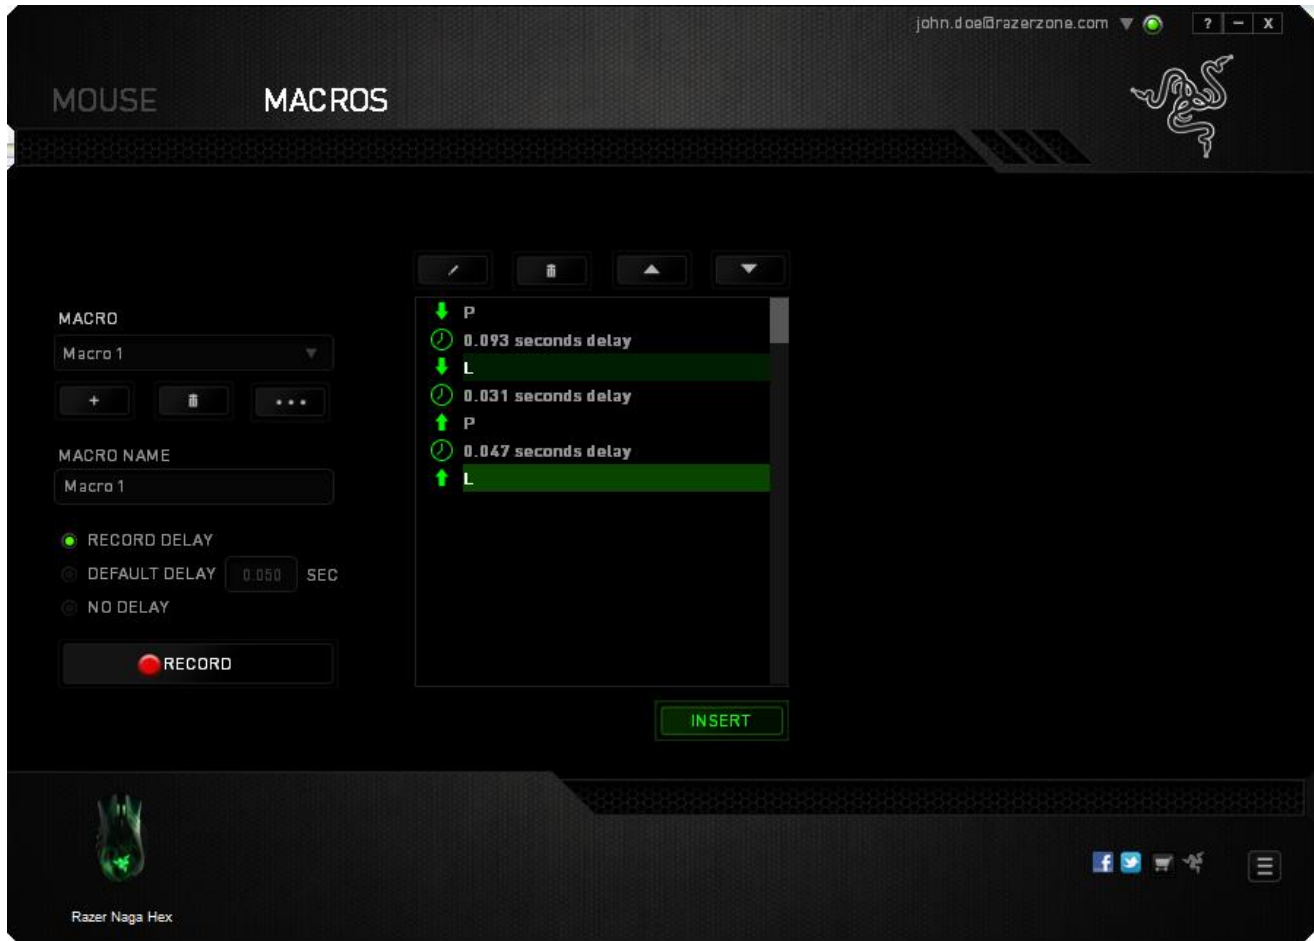 john.doe@razerzone.com
? – X
MOUSE MACROS
MACRO
Macro 1
+
...
MACRO NAME
Macro 1
RECORD DELAY
DEFAULT DELAY 0.050 SEC
NO DELAY
RECORD
P
0.093 seconds delay
L
0.031 seconds delay
P
0.047 seconds delay
L
INSERT
Razer Naga Hex